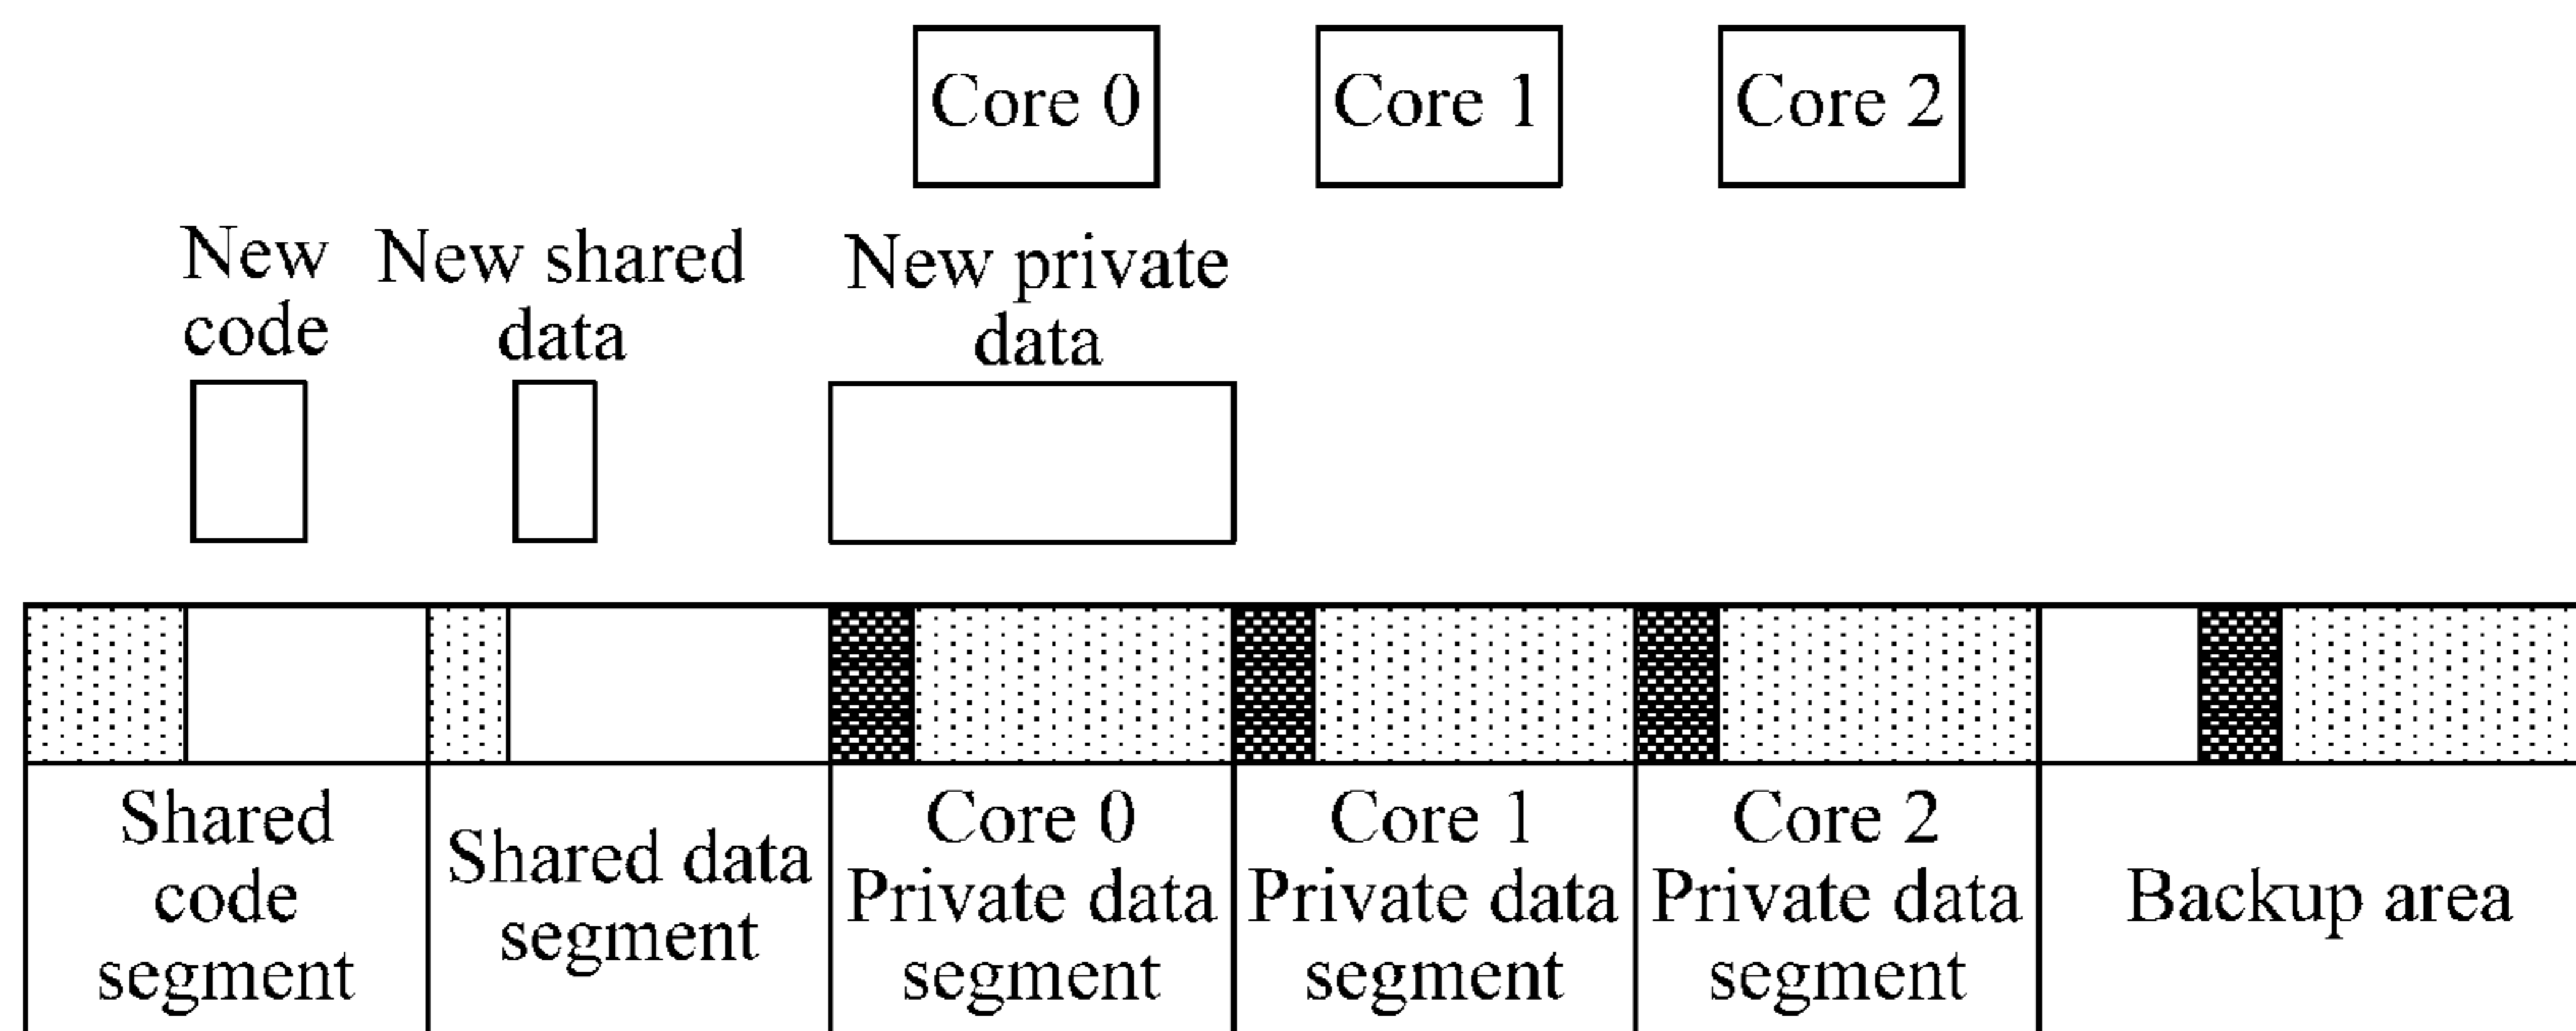 Core 0
Core 1
Core 2
New
code
New shared
data
New private
data
Shared
code
segment
Shared data
segment
Core 0
Private data
segment
Core 1
Private data
segment
Core 2
Private data
segment
Backup area